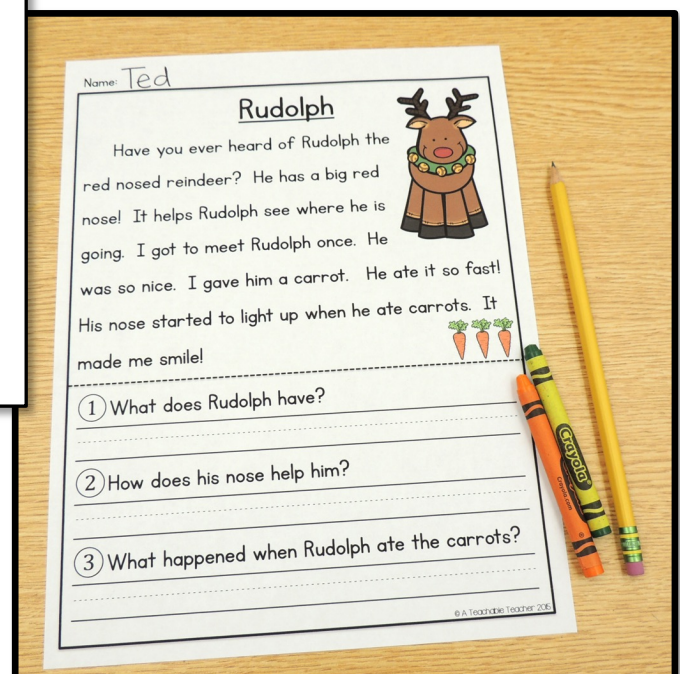 Name: Ted
Rudolph
Have you ever heard of Rudolph the
red nosed reindeer? He has a big red
nose! It helps Rudolph see where he is
going. I got to meet Rudolph once. He
was so nice. I gave him a carrot. He ate it so fast!
His nose started to light up when he ate carrots. It
made me smile!
1 What does Rudolph have?
2 How does his nose help him?
3 What happened when Rudolph ate the carrots?
© A Teachable Teacher 2015
Crayola
Crayola.com